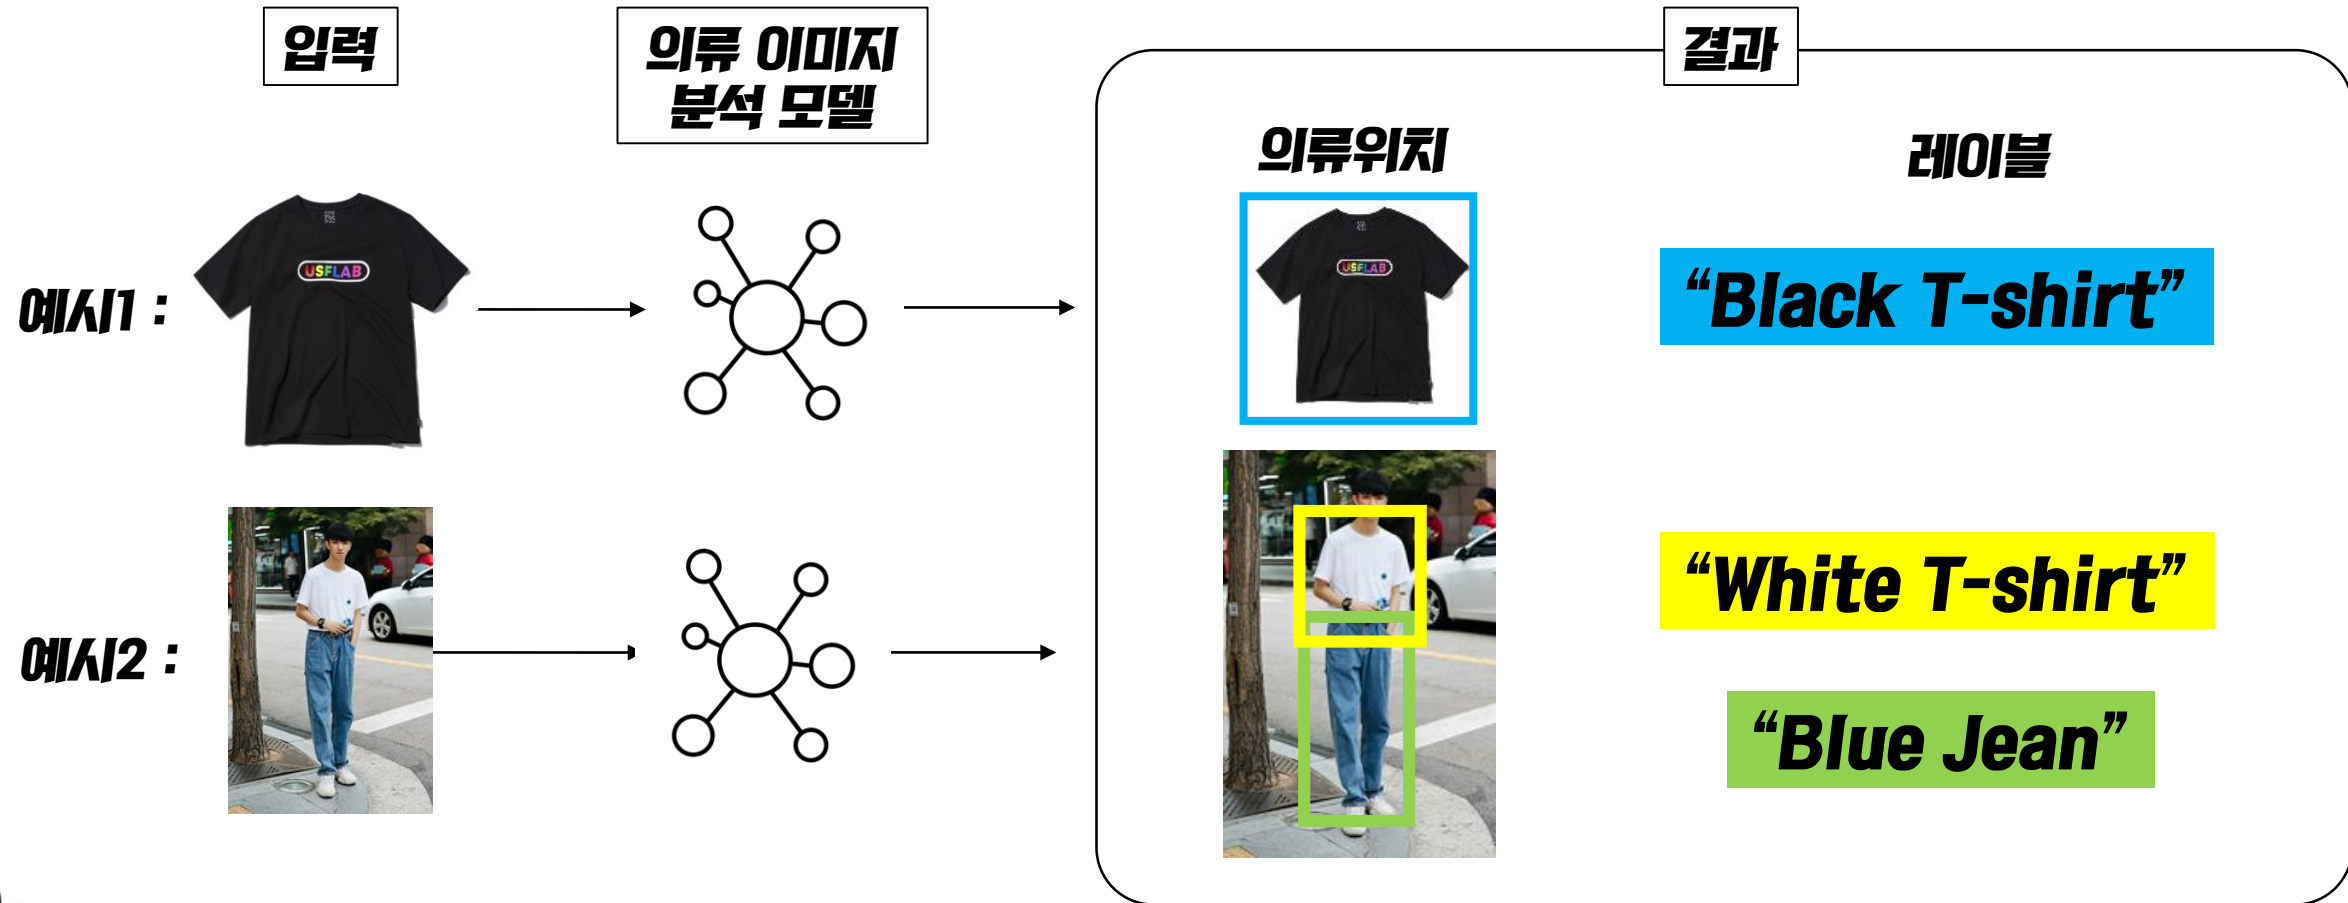 입력
의류 이미지
분석 모델
결과
의류위치
레이블
예시1 :
USFLAB
USFLAB
“Black T-shirt”
예시2 :
“White T-shirt”
“Blue Jean”